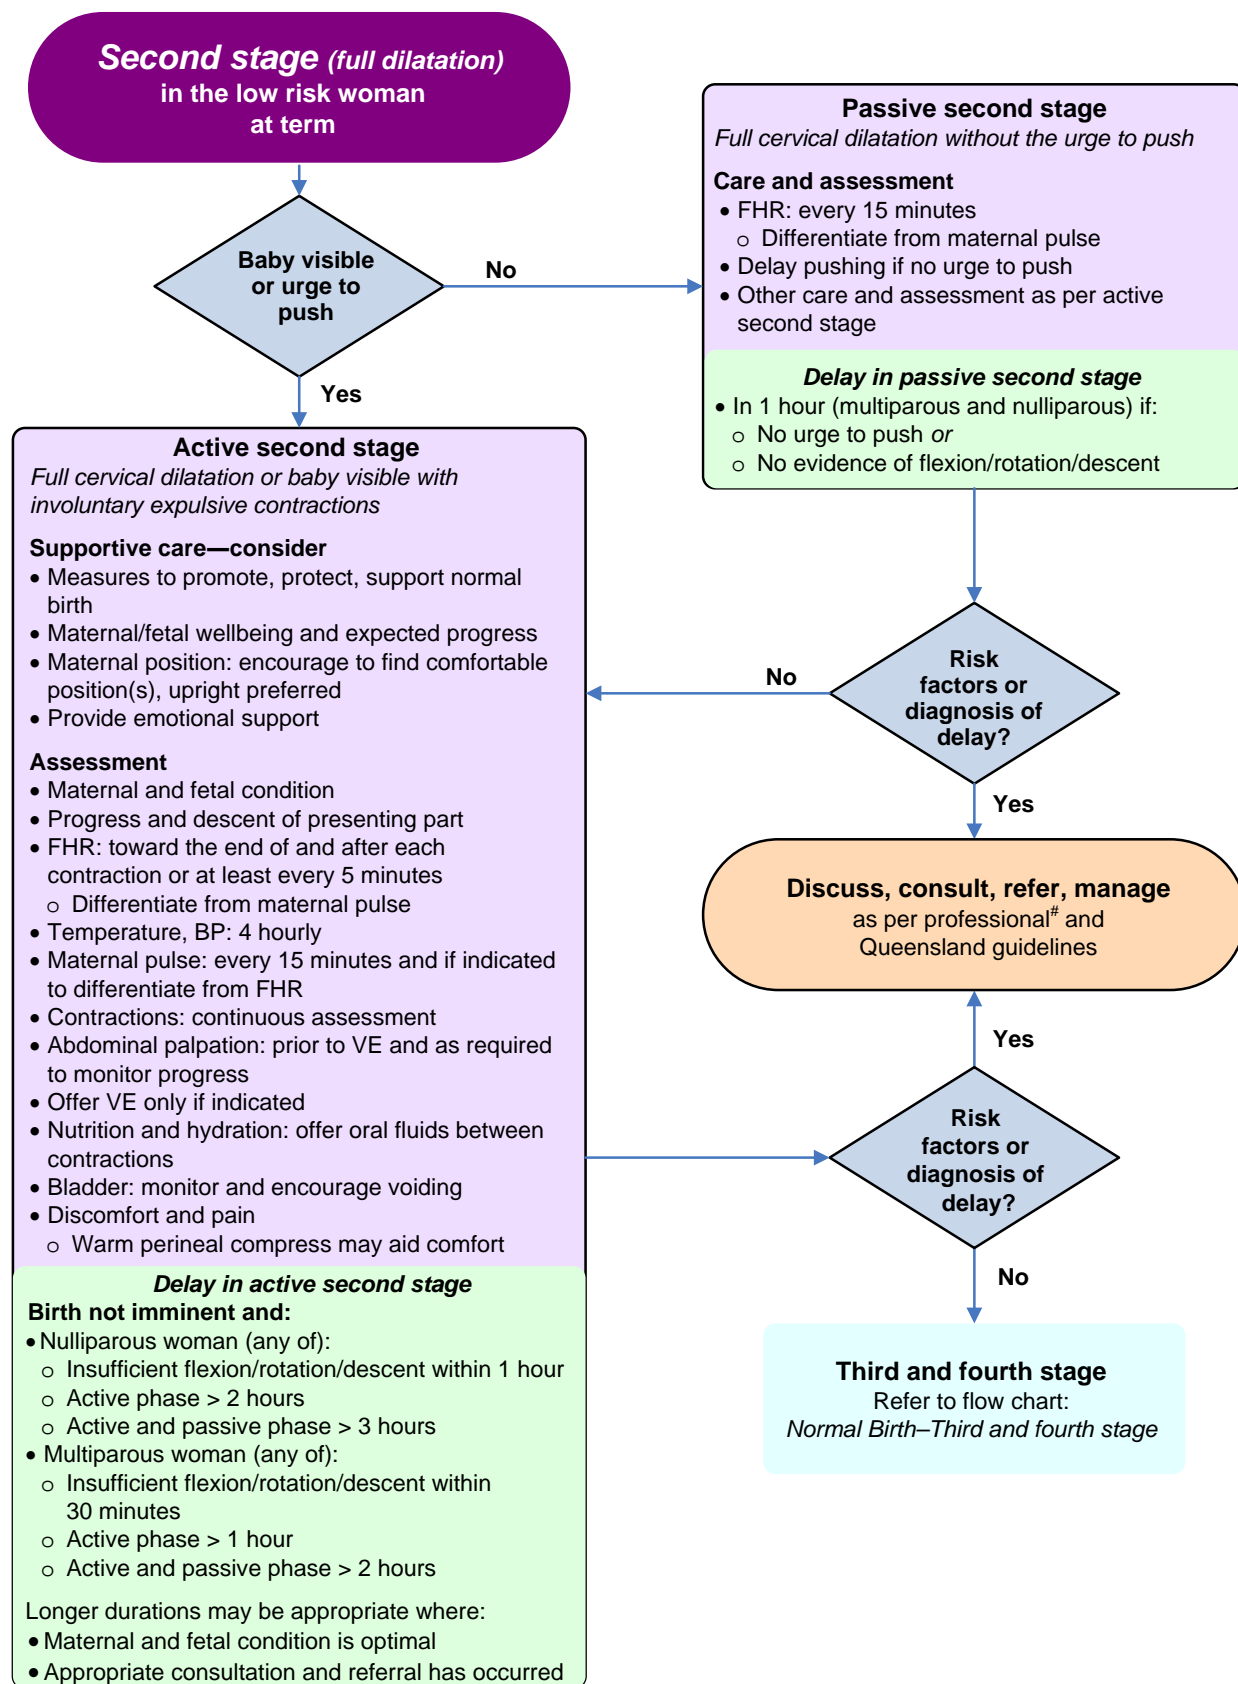 Second stage (full dilatation)
in the low risk woman
at term
Baby visible
or urge to
push
No
Yes
Passive second stage
Full cervical dilatation without the urge to push
Care and assessment
• FHR: every 15 minutes
o Differentiate from maternal pulse
• Delay pushing if no urge to push
• Other care and assessment as per active
second stage
Delay in passive second stage
• In 1 hour (multiparous and nulliparous) if:
o No urge to push or
o No evidence of flexion/rotation/descent
Active second stage
Full cervical dilatation or baby visible with
involuntary expulsive contractions
Supportive care—consider
• Measures to promote, protect, support normal
birth
• Maternal/fetal wellbeing and expected progress
• Maternal position: encourage to find comfortable
position(s), upright preferred
• Provide emotional support
Assessment
• Maternal and fetal condition
• Progress and descent of presenting part
• FHR: toward the end of and after each
contraction or at least every 5 minutes
o Differentiate from maternal pulse
• Temperature, BP: 4 hourly
• Maternal pulse: every 15 minutes and if indicated
to differentiate from FHR
• Contractions: continuous assessment
• Abdominal palpation: prior to VE and as required
to monitor progress
• Offer VE only if indicated
• Nutrition and hydration: offer oral fluids between
contractions
• Bladder: monitor and encourage voiding
• Discomfort and pain
o Warm perineal compress may aid comfort
Delay in active second stage
Birth not imminent and:
• Nulliparous woman (any of):
o Insufficient flexion/rotation/descent within 1 hour
o Active phase > 2 hours
o Active and passive phase > 3 hours
• Multiparous woman (any of):
o Insufficient flexion/rotation/descent within
30 minutes
o Active phase > 1 hour
o Active and passive phase > 2 hours
Longer durations may be appropriate where:
• Maternal and fetal condition is optimal
• Appropriate consultation and referral has occurred
Risk
factors or
diagnosis of
delay?
No
Yes
Discuss, consult, refer, manage
as per professional# and
Queensland guidelines
Yes
Risk
factors or
diagnosis of
delay?
No
Third and fourth stage
Refer to flow chart:
Normal Birth–Third and fourth stage